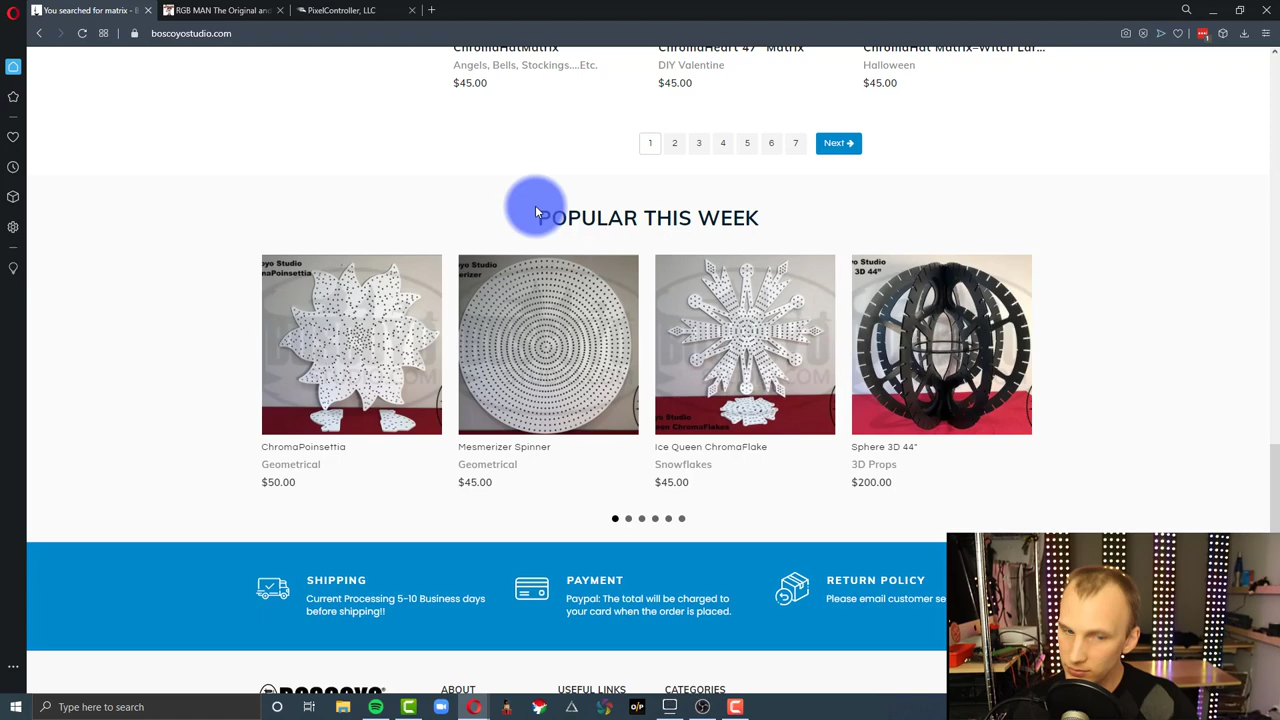 You searched for matrix -
RGB MAN The Original and
PixelController, LLC
boscoyostudio.com
ChromaHatMatrix
ChromaHeart 47" Matrix
ChromaHat Matrix–Witch Lar...
Angels, Bells, Stockings....Etc.
DIY Valentine
Halloween
$45.00
$45.00
$45.00
1 2 3 4 5 6 7 Next
POPULAR THIS WEEK
ChromaPoinsettia
Mesmerizer Spinner
Ice Queen ChromaFlake
Sphere 3D 44"
Geometrical
Geometrical
Snowflakes
3D Props
$50.00
$45.00
$45.00
$200.00
SHIPPING
Current Processing 5-10 Business days
before shipping!!
PAYMENT
Paypal: The total will be charged to
your card when the order is placed.
RETURN POLICY
Please email customer se
ABOUT
USEFUL LINKS
CATEGORIES
Type here to search